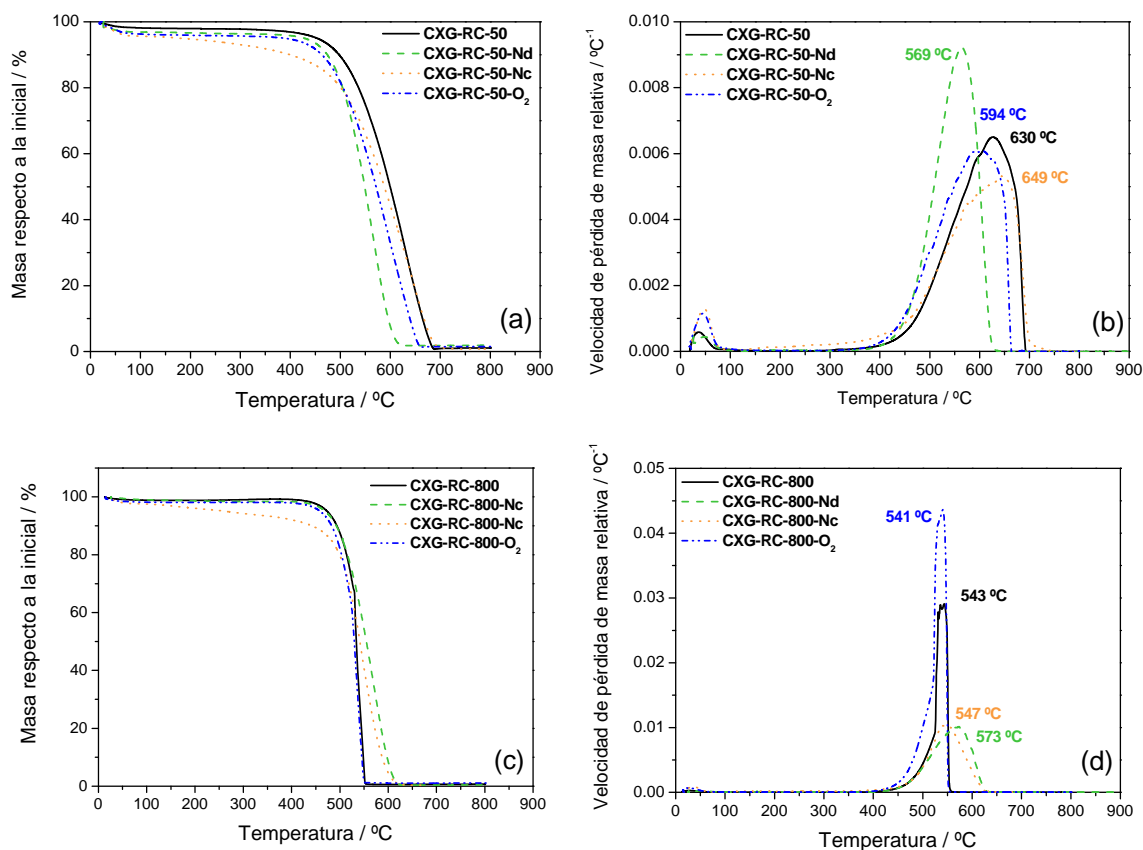 Masa respecto a la inicial / %
100
80
60
40
20
0
CXG-RC-50
CXG-RC-50-Nd
CXG-RC-50-Nc
CXG-RC-50-O₂
(a)
0 100 200 300 400 500 600 700 800 900
Temperatura / ºC
Velocidad de pérdida de masa relativa / ºC⁻¹
0.010
0.008
0.006
0.004
0.002
0.000
CXG-RC-50
CXG-RC-50-Nd
CXG-RC-50-Nc
CXG-RC-50-O₂
569 ºC
594 ºC
630 ºC
649 ºC
(b)
0 100 200 300 400 500 600 700 800 900
Temperatura / ºC
Masa respecto a la inicial / %
100
80
60
40
20
0
CXG-RC-800
CXG-RC-800-Nc
CXG-RC-800-Nc
CXG-RC-800-O₂
(c)
0 100 200 300 400 500 600 700 800 900
Temperatura / ºC
Velocidad de pérdida de masa relativa / ºC⁻¹
0.05
0.04
0.03
0.02
0.01
0.00
CXG-RC-800
CXG-RC-800-Nd
CXG-RC-800-Nc
CXG-RC-800-O₂
541 ºC
543 ºC
547 ºC
573 ºC
(d)
0 100 200 300 400 500 600 700 800 900
Temperatura / ºC